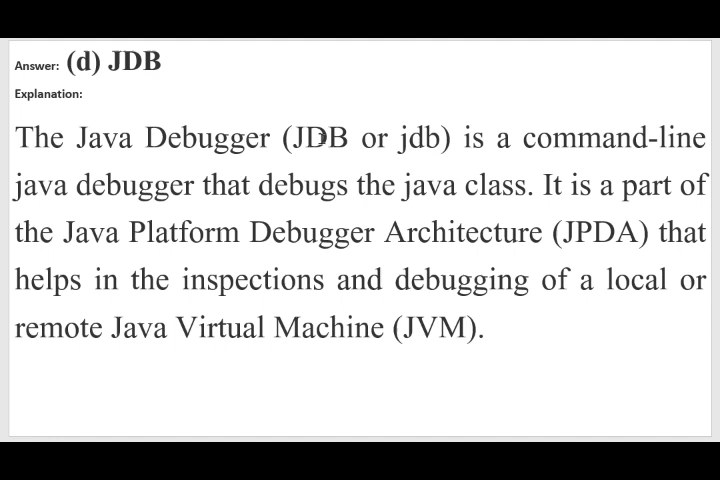 Answer: (d) JDB
Explanation:
The Java Debugger (JDB or jdb) is a command-line
java debugger that debugs the java class. It is a part of
the Java Platform Debugger Architecture (JPDA) that
helps in the inspections and debugging of a local or
remote Java Virtual Machine (JVM).